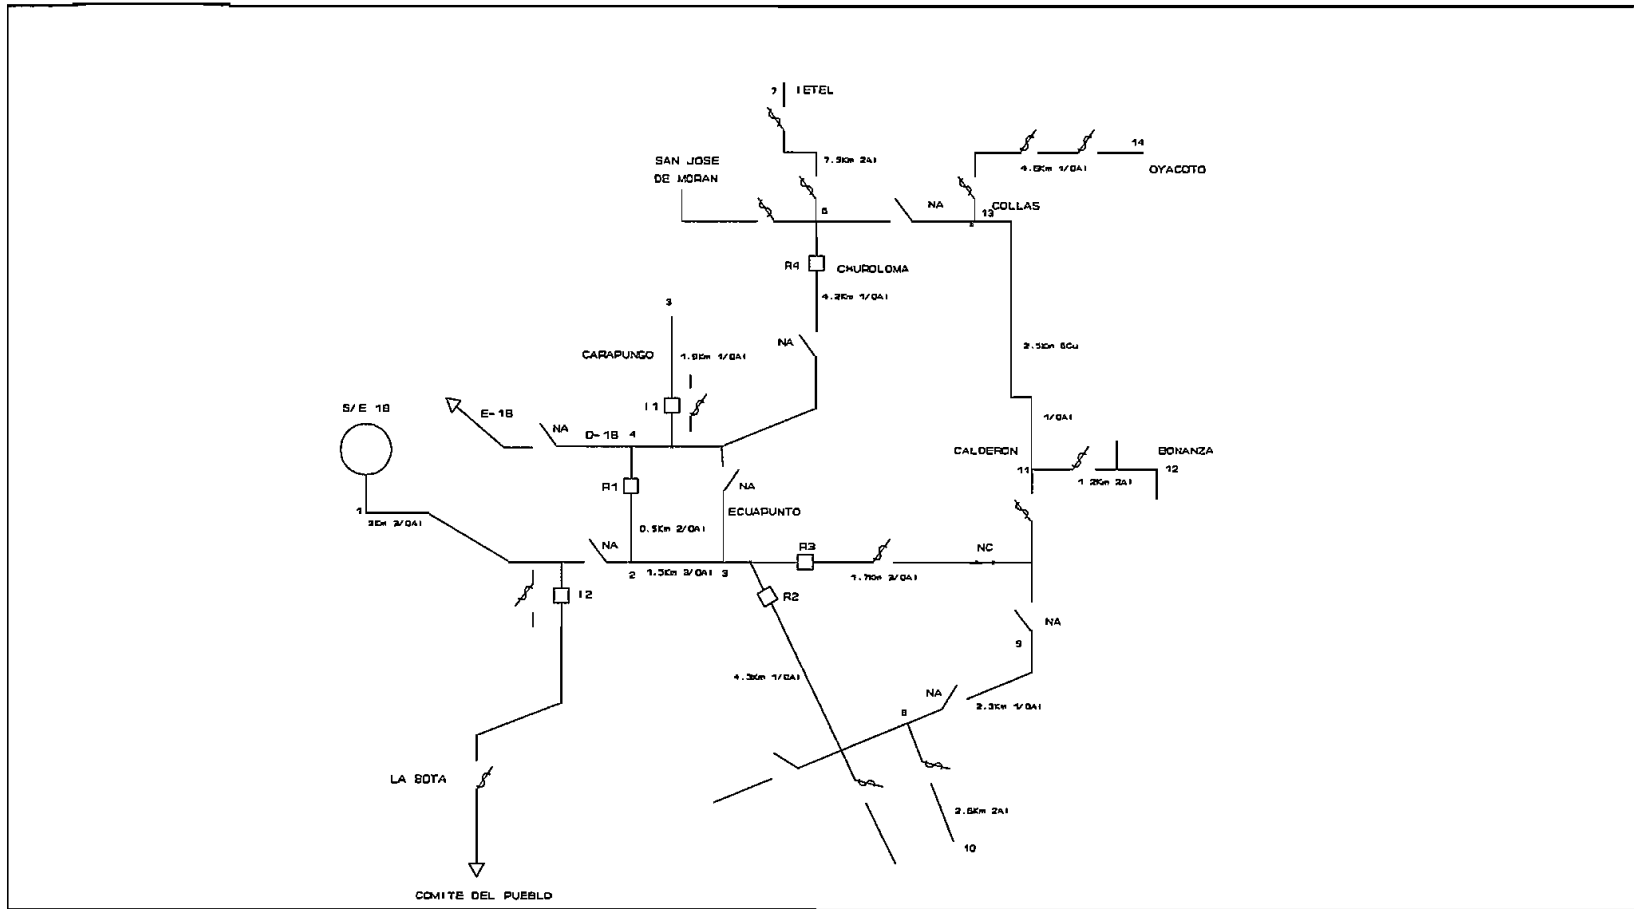 7 IETEL
14
SAN JOSE
DE MORAN
7.9Km 2Al
4.6Km 1/0Al
OYACOTO
6
NA
13
COLLAS
R4
CHUROLOMA
3
4.2Km 1/0Al
NA
2.5Km 6Cu
CARAPUNGO
1.9Km 1/0Al
S/E 18
E-18
I1
1/0Al
NA
D-18 4
CALDERON
BONANZA
11
12
1.2Km 2Al
R1
NA
1
ECUAPUNTO
3Km 3/0Al
0.5Km 2/0Al
NA
R3
NC
2
1.5Km 3/0Al
3
1.7Km 3/0Al
I2
R2
NA
9
4.3Km 1/0Al
NA
2.3Km 1/0Al
8
LA BOTA
2.6Km 2Al
10
COMITE DEL PUEBLO